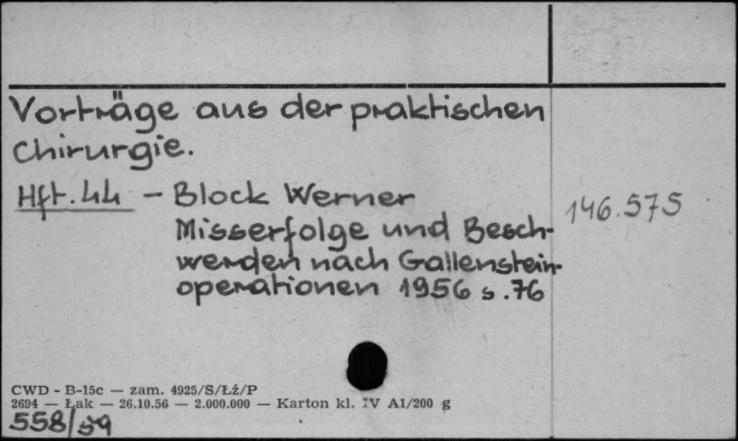 Vorträge aus der praktischen
Chirurgie.
Hft. 44 - Block Werner
146.575
Misserfolge und Besch-
werden nach Gallenstein-
operationen 1956 s. 76
CWD - B-15c — zam. 4925/S/Łż/P
2694 — Łąk — 26.10.56 — 2.000.000 — Karton kl. IV A1/200 g
558/59